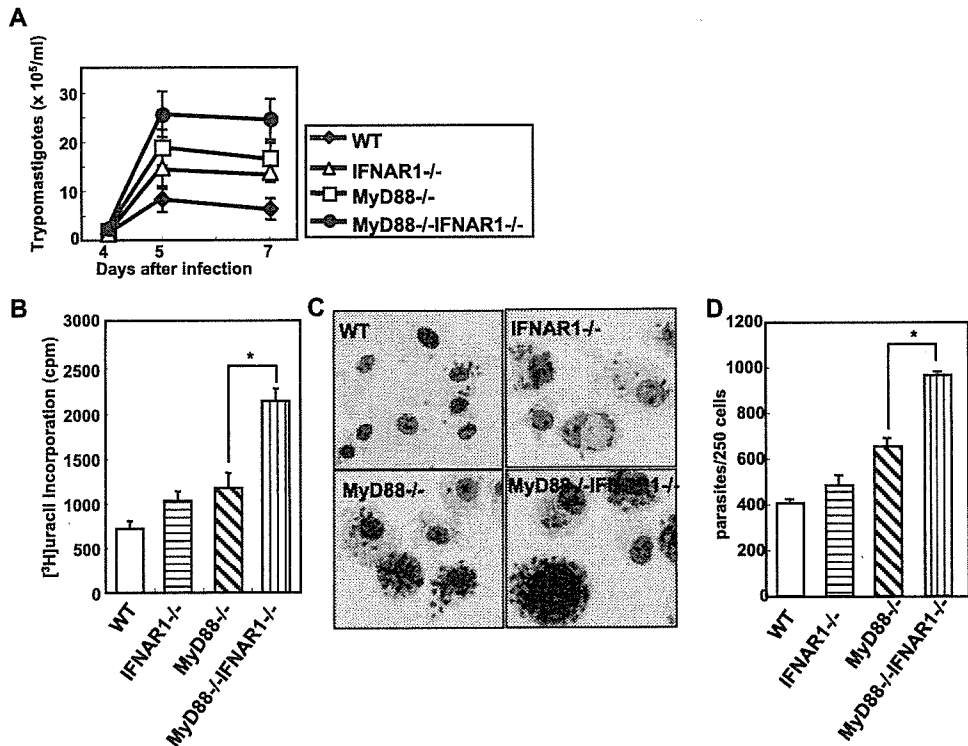 A
Trypomastigotes (x 10⁵/ml)
30
20
10
0
4
5
7
Days after infection
WT
IFNAR1-/-
MyD88-/-
MyD88-/-IFNAR1-/-
B
[³H]uracil Incorporation (cpm)
3000
2500
2000
1500
1000
500
0
*
WT
IFNAR1-/-
MyD88-/-
MyD88-/-IFNAR1-/-
C
WT
IFNAR1-/-
MyD88-/-
MyD88-/-IFNAR1-/-
D
parasites/250 cells
1200
1000
800
600
400
200
0
*
WT
IFNAR1-/-
MyD88-/-
MyD88-/-IFNAR1-/-